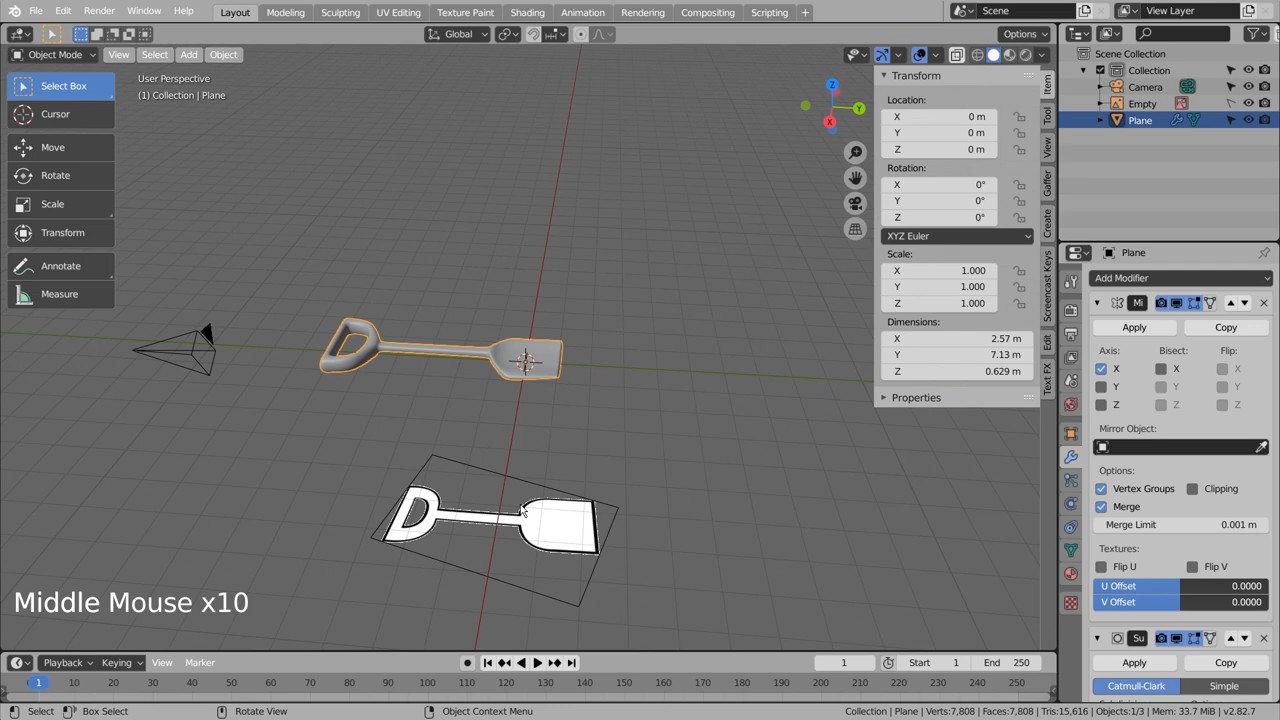 File Edit Render Window Help Layout Modeling Sculpting UV Editing Texture Paint Shading Animation Rendering Compositing Scripting + Scene View Layer
Global Options
Object Mode View Select Add Object
Select Box
Cursor
Move
Rotate
Scale
Transform
Annotate
Measure
User Perspective
(1) Collection | Plane
Z
Y
X
Transform
Location:
X 0 m
Y 0 m
Z 0 m
Rotation:
X 0°
Y 0°
Z 0°
XYZ Euler
Scale:
X 1.000
Y 1.000
Z 1.000
Dimensions:
X 2.57 m
Y 7.13 m
Z 0.629 m
Properties
Item
Tool
View
Gaffer
Create
Screencast Keys
Edit
Text FX
Scene Collection
Collection
Camera
Empty
Plane
Plane
Add Modifier
Mi
Apply Copy
Axis: Bisect: Flip:
X X X
Y Y Y
Z Z Z
Mirror Object:
Options:
Vertex Groups Clipping
Merge
Merge Limit 0.001 m
Textures:
Flip U Flip V
U Offset 0.0000
V Offset 0.0000
Su
Apply Copy
Catmull-Clark Simple
Middle Mouse x10
Playback Keying View Marker 1 Start 1 End 250
1 10 20 30 40 50 60 70 80 90 100 110 120 130 140 150 160 170 180 190 200 210 220 230 240 250
Select Box Select Rotate View Object Context Menu Collection | Plane | Verts:7,808 | Faces:7,808 | Tris:15,616 | Objects:1/3 | Mem: 33.7 MiB | v2.82.7